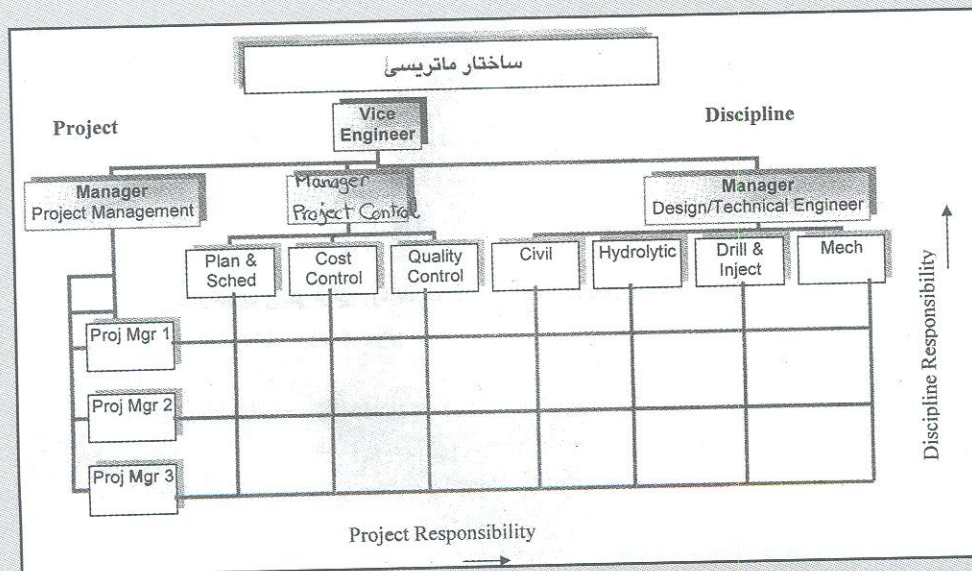 ساختار ماتریسی
Project
Vice
Engineer
Discipline
Manager
Project Management
Manager
Project Control
Manager
Design/Technical Engineer
Plan &
Sched
Cost
Control
Quality
Control
Civil
Hydrolytic
Drill &
Inject
Mech
Proj Mgr 1
Proj Mgr 2
Proj Mgr 3
Discipline Responsibility
Project Responsibility